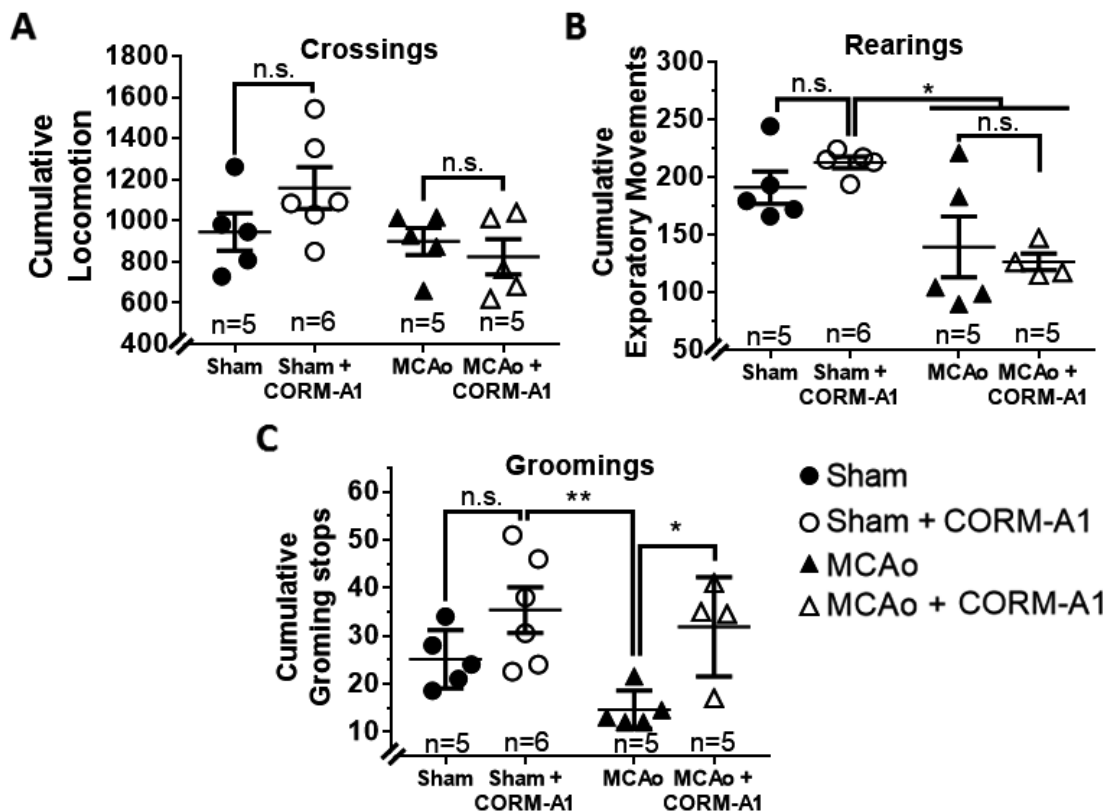 A
Crossings
Cumulative
Locomotion
1800
1600
1400
1200
1000
800
600
400
n.s.
n.s.
n=5
n=6
n=5
n=5
Sham
Sham +
CORM-A1
MCAo
MCAo +
CORM-A1
B
Rearings
Cumulative
Exporatory Movements
300
250
200
150
100
50
n.s.
*
n.s.
n=5
n=6
n=5
n=5
Sham
Sham +
CORM-A1
MCAo
MCAo +
CORM-A1
C
Groomings
Cumulative
Groming stops
60
50
40
30
20
10
n.s.
**
*
n=5
n=6
n=5
n=5
Sham
Sham +
CORM-A1
MCAo
MCAo +
CORM-A1
Sham
Sham + CORM-A1
MCAo
MCAo + CORM-A1